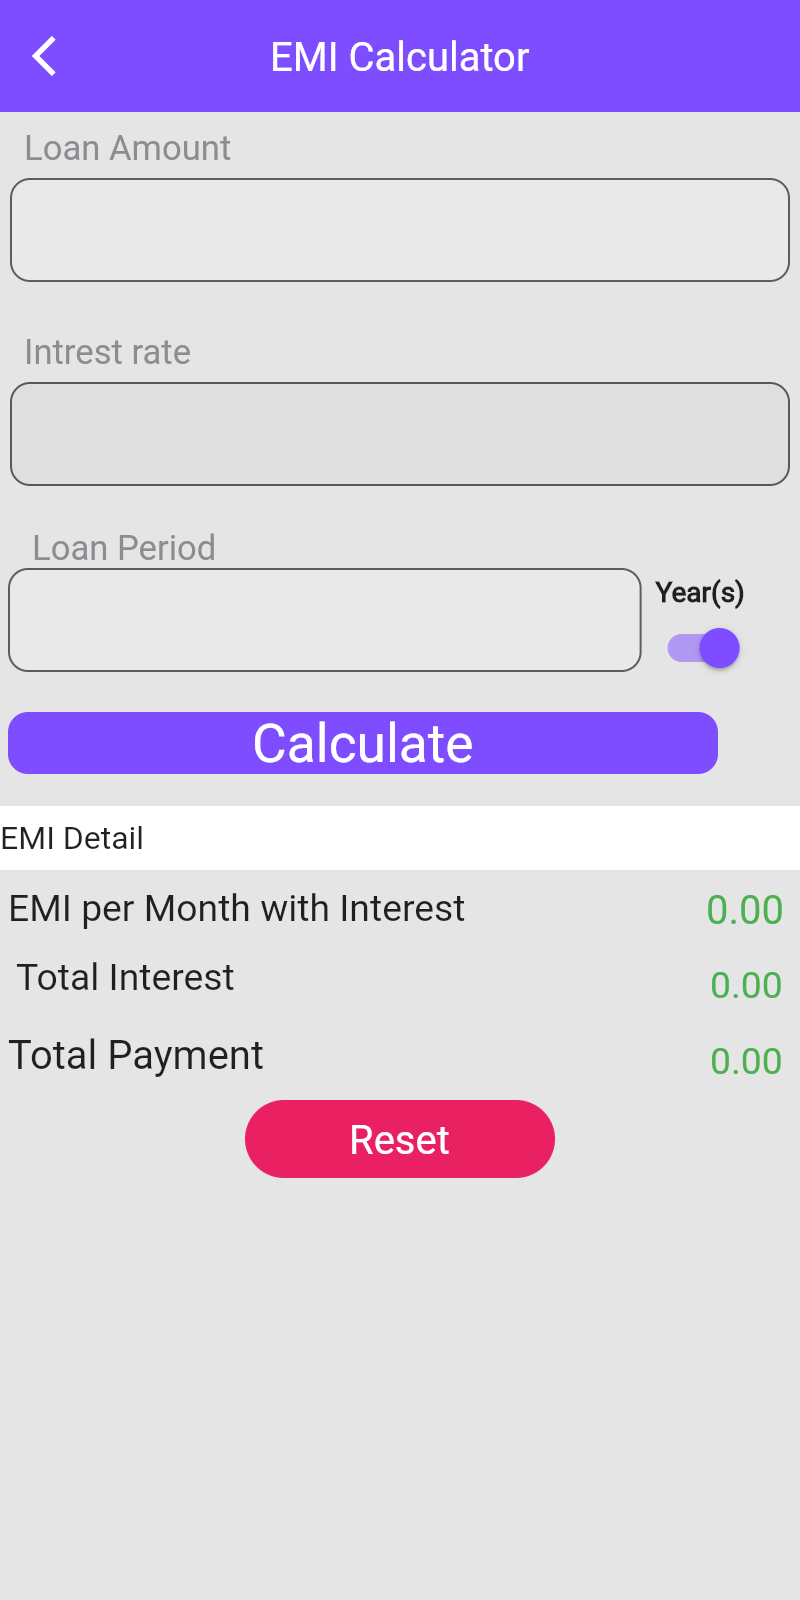 EMI Calculator
Loan Amount
Intrest rate
Loan Period
Year(s)
Calculate
EMI Detail
EMI per Month with Interest 0.00
Total Interest 0.00
Total Payment 0.00
Reset